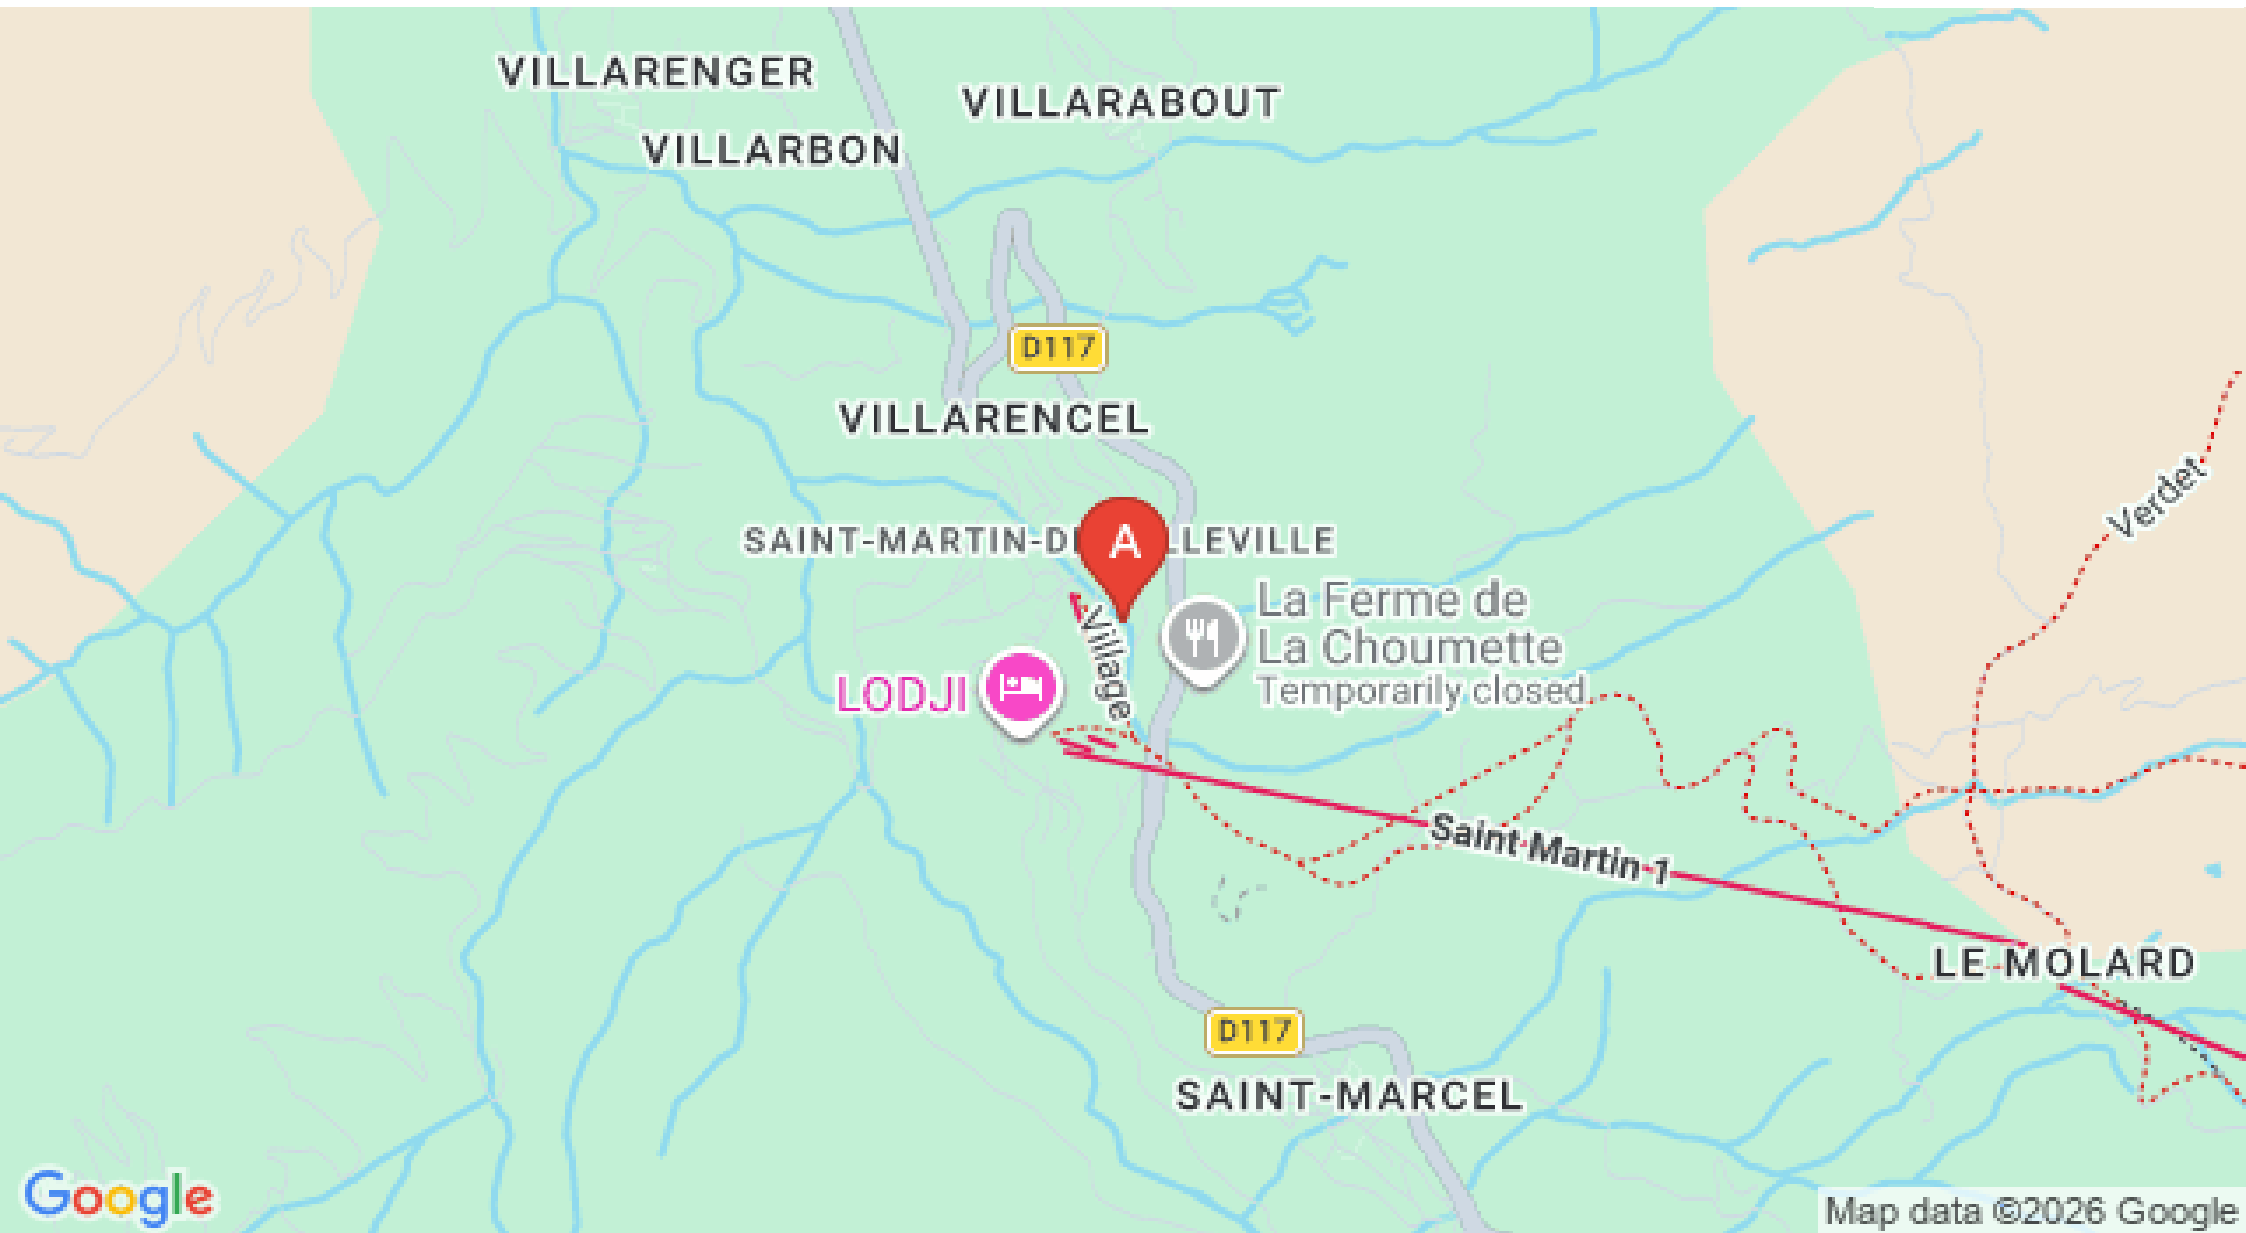 VILLARENGER
VILLARABOUT
VILLARBON
D117
VILLARENCEL
SAINT-MARTIN-D
LLEVILLE
A
La Ferme de
La Choumette
Temporarily closed
Village
LODJI
Verdet
Saint-Martin 1
LE MOLARD
D117
SAINT-MARCEL
Google
Map data ©2026 Google